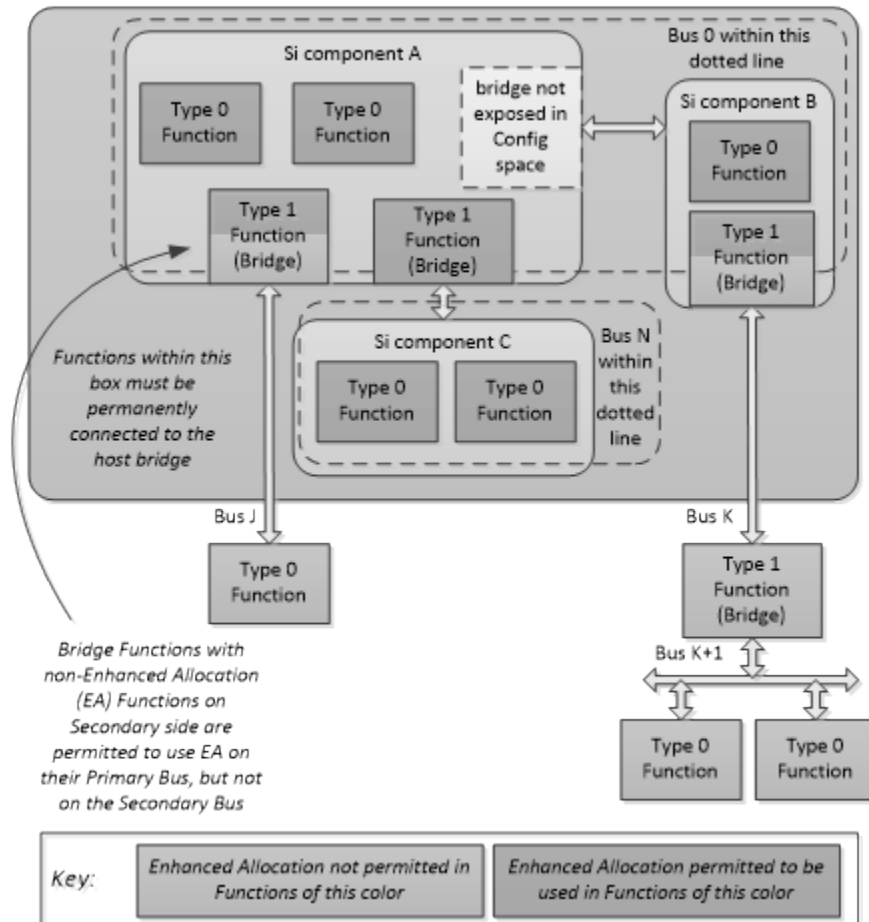 Bus 0 within this
dotted line
Si component A
bridge not
exposed in
Config
space
Si component B
Type 0
Function
Type 0
Function
Type 0
Function
Type 1
Function
(Bridge)
Type 1
Function
(Bridge)
Type 1
Function
(Bridge)
Functions within this
box must be
permanently
connected to the
host bridge
Si component C
Type 0
Function
Type 0
Function
Bus N
within
this
dotted
line
Bus J
Bus K
Type 0
Function
Type 1
Function
(Bridge)
Bus K+1
Type 0
Function
Type 0
Function
Bridge Functions with
non-Enhanced Allocation
(EA) Functions on
Secondary side are
permitted to use EA on
their Primary Bus, but not
on the Secondary Bus
Key:
Enhanced Allocation not permitted in
Functions of this color
Enhanced Allocation permitted to be
used in Functions of this color